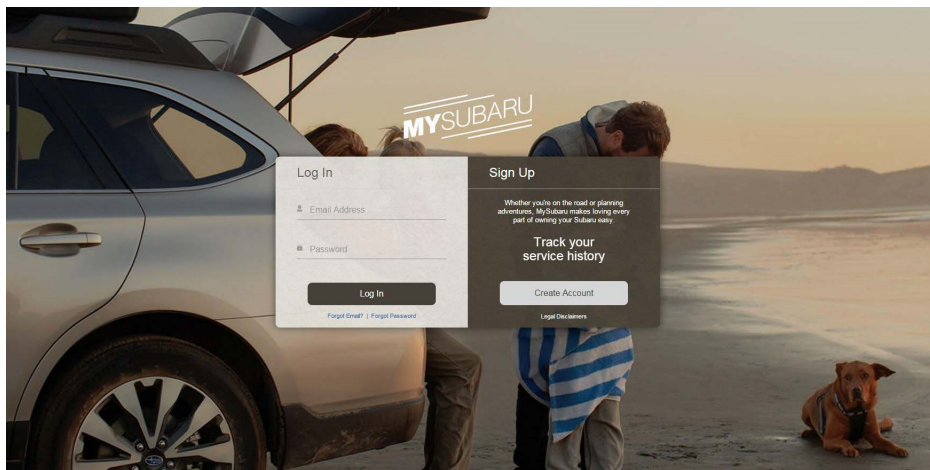 MYSUBARU
Log In
Email Address
Password
Log In
Forgot Email? | Forgot Password
Sign Up
Whether you're on the road or planning
adventures, MySubaru makes loving every
part of owning your Subaru easy.
Track your
service history
Create Account
Legal Disclaimers